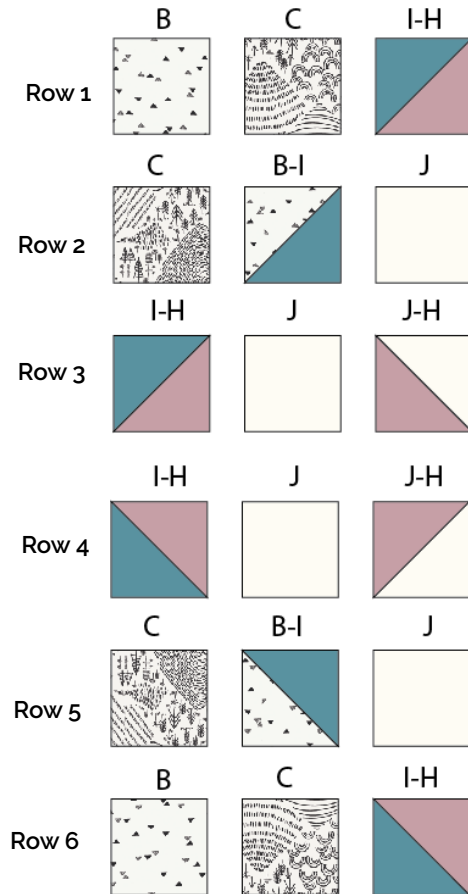 B C I-H
Row 1
C B-I J
Row 2
I-H J J-H
Row 3
I-H J J-H
Row 4
C B-I J
Row 5
B C I-H
Row 6